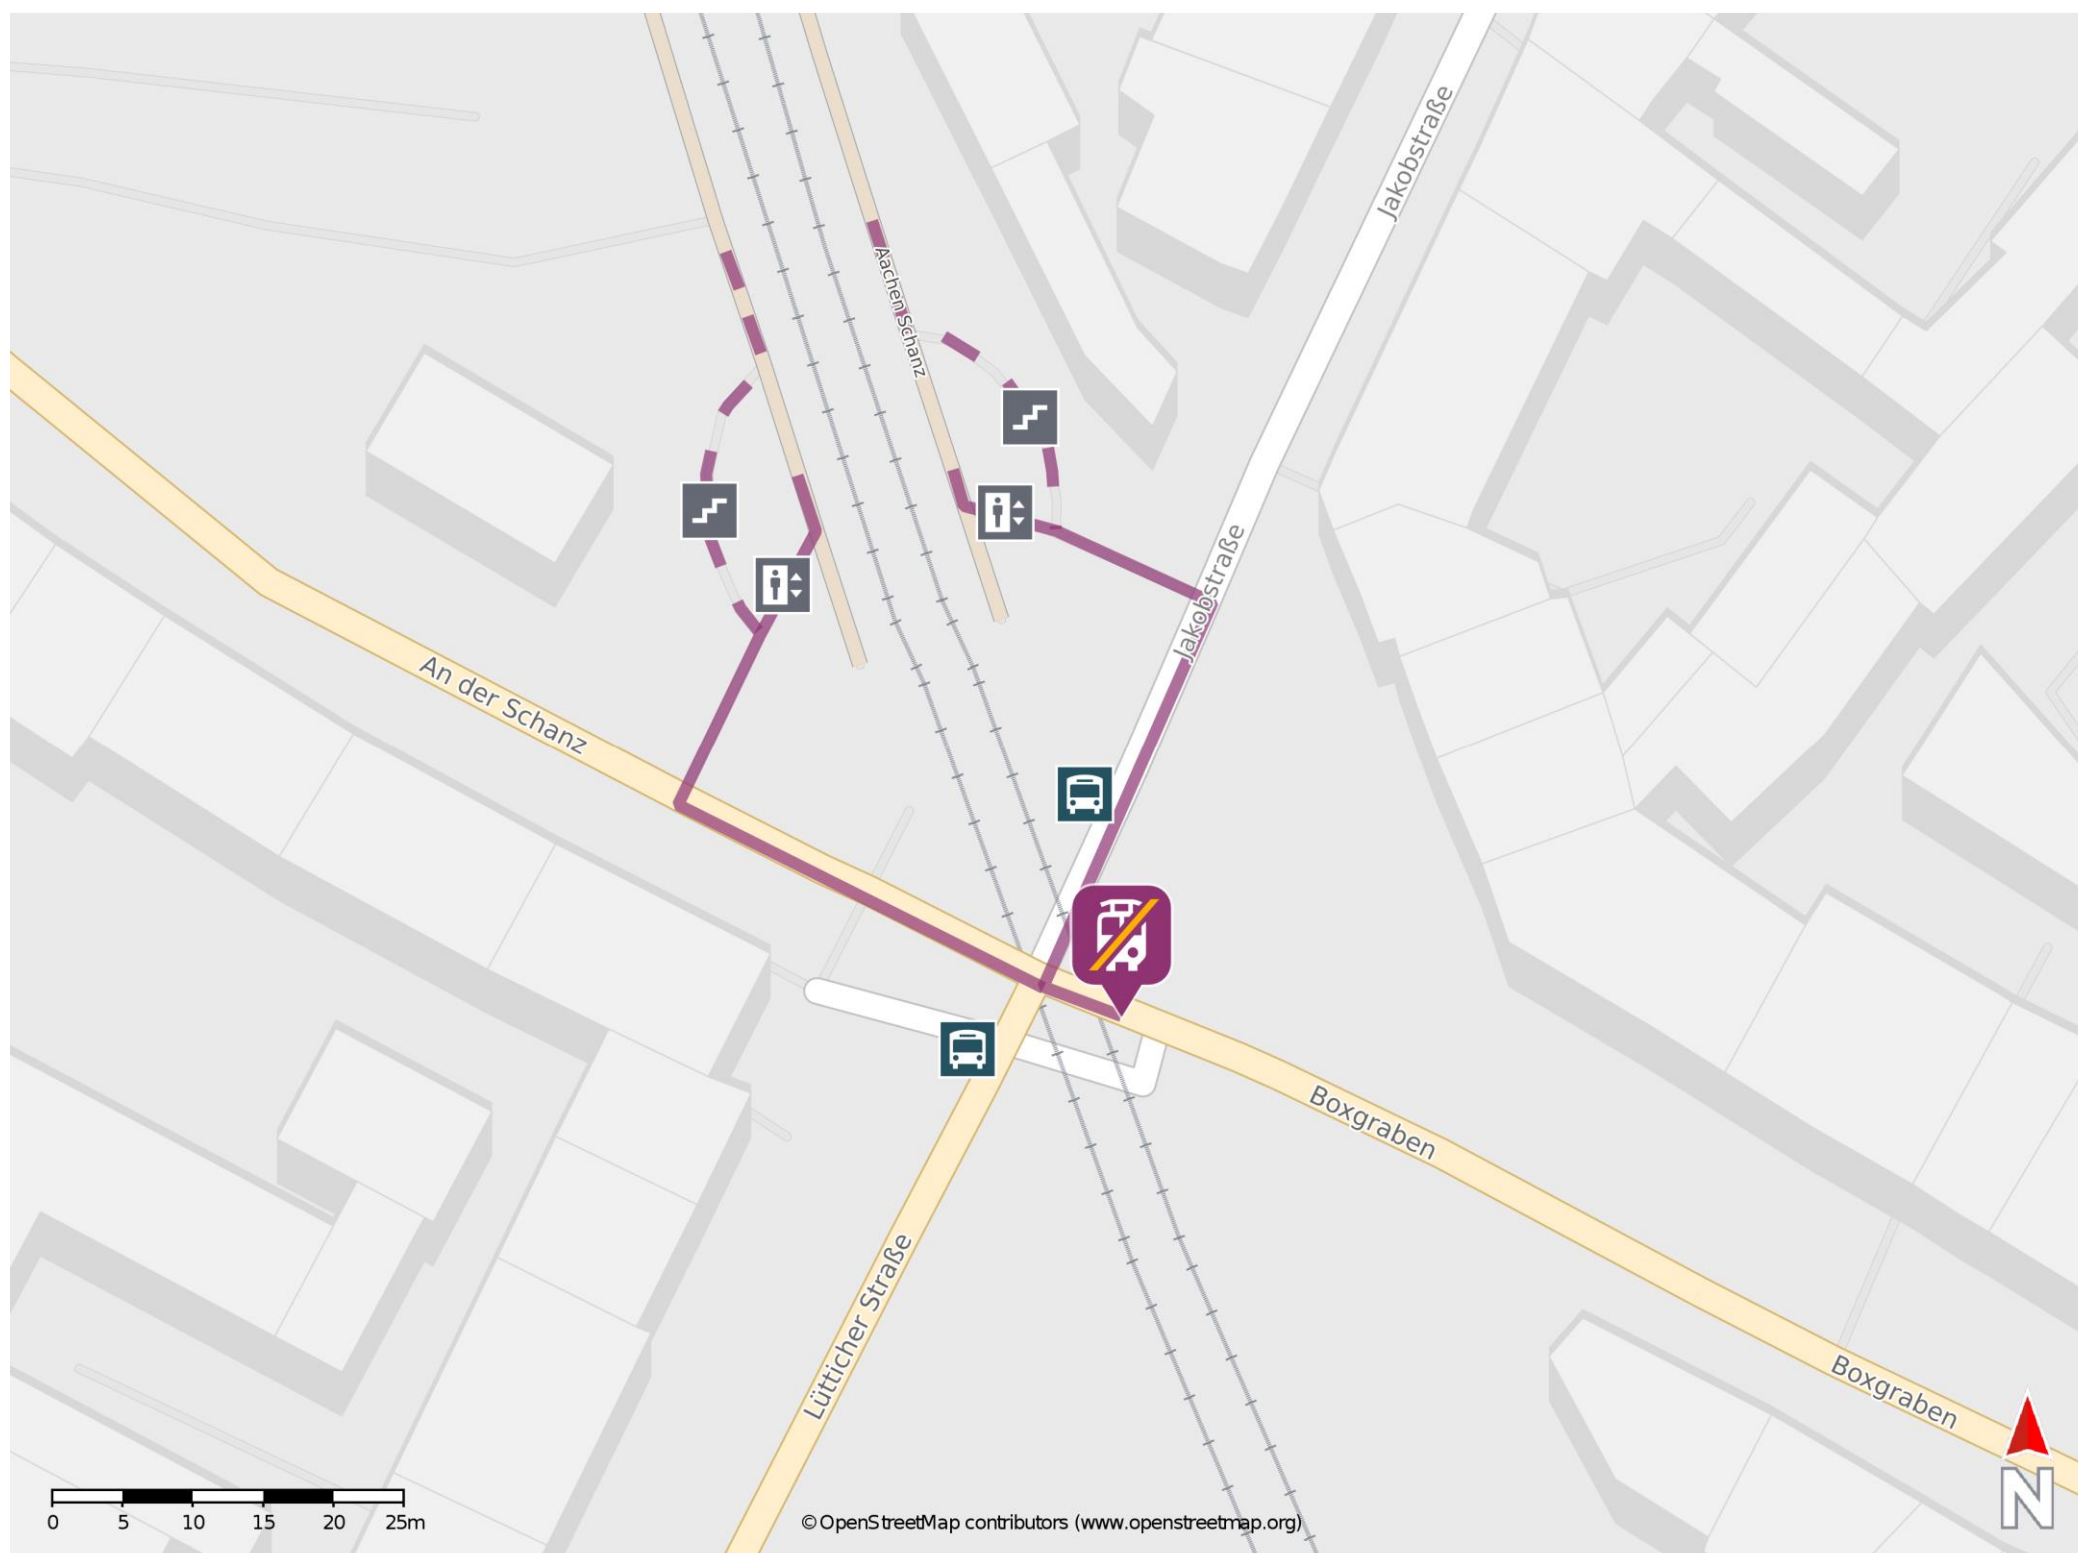 Jakobstraße
Aachen Schanz
Jakobstraße
An der Schanz
Boxgraben
Lütticher Straße
Boxgraben
N
0 5 10 15 20 25m
© OpenStreetMap contributors (www.openstreetmap.org)